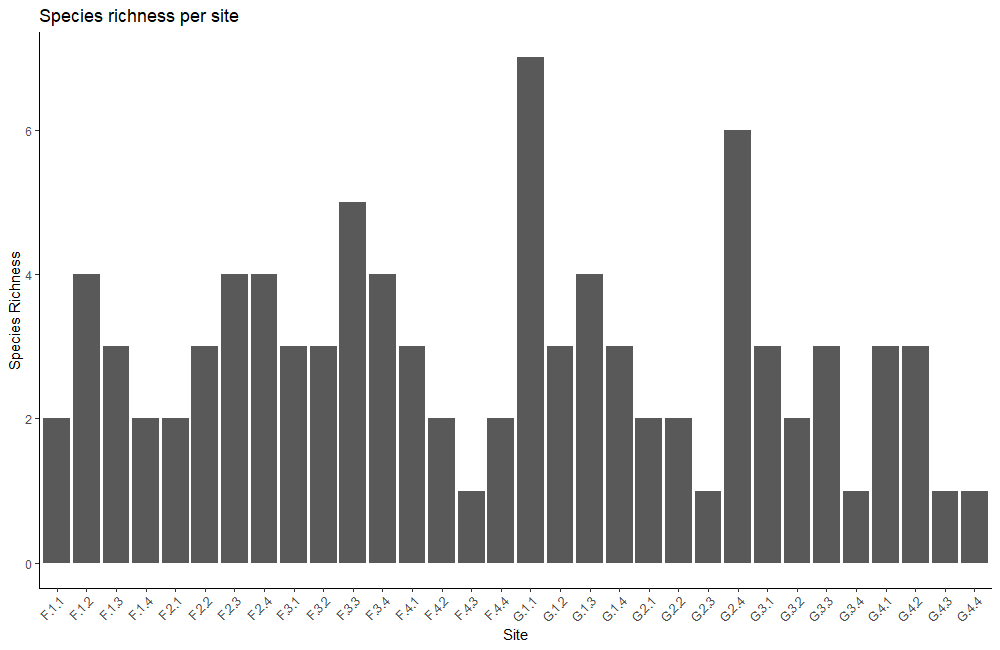 Species richness per site
Species Richness
6
4
2
0
F.1.1 F.1.2 F.1.3 F.1.4 F.2.1 F.2.2 F.2.3 F.2.4 F.3.1 F.3.2 F.3.3 F.3.4 F.4.1 F.4.2 F.4.3 F.4.4 G.1.1 G.1.2 G.1.3 G.1.4 G.2.1 G.2.2 G.2.3 G.2.4 G.3.1 G.3.2 G.3.3 G.3.4 G.4.1 G.4.2 G.4.3 G.4.4
Site